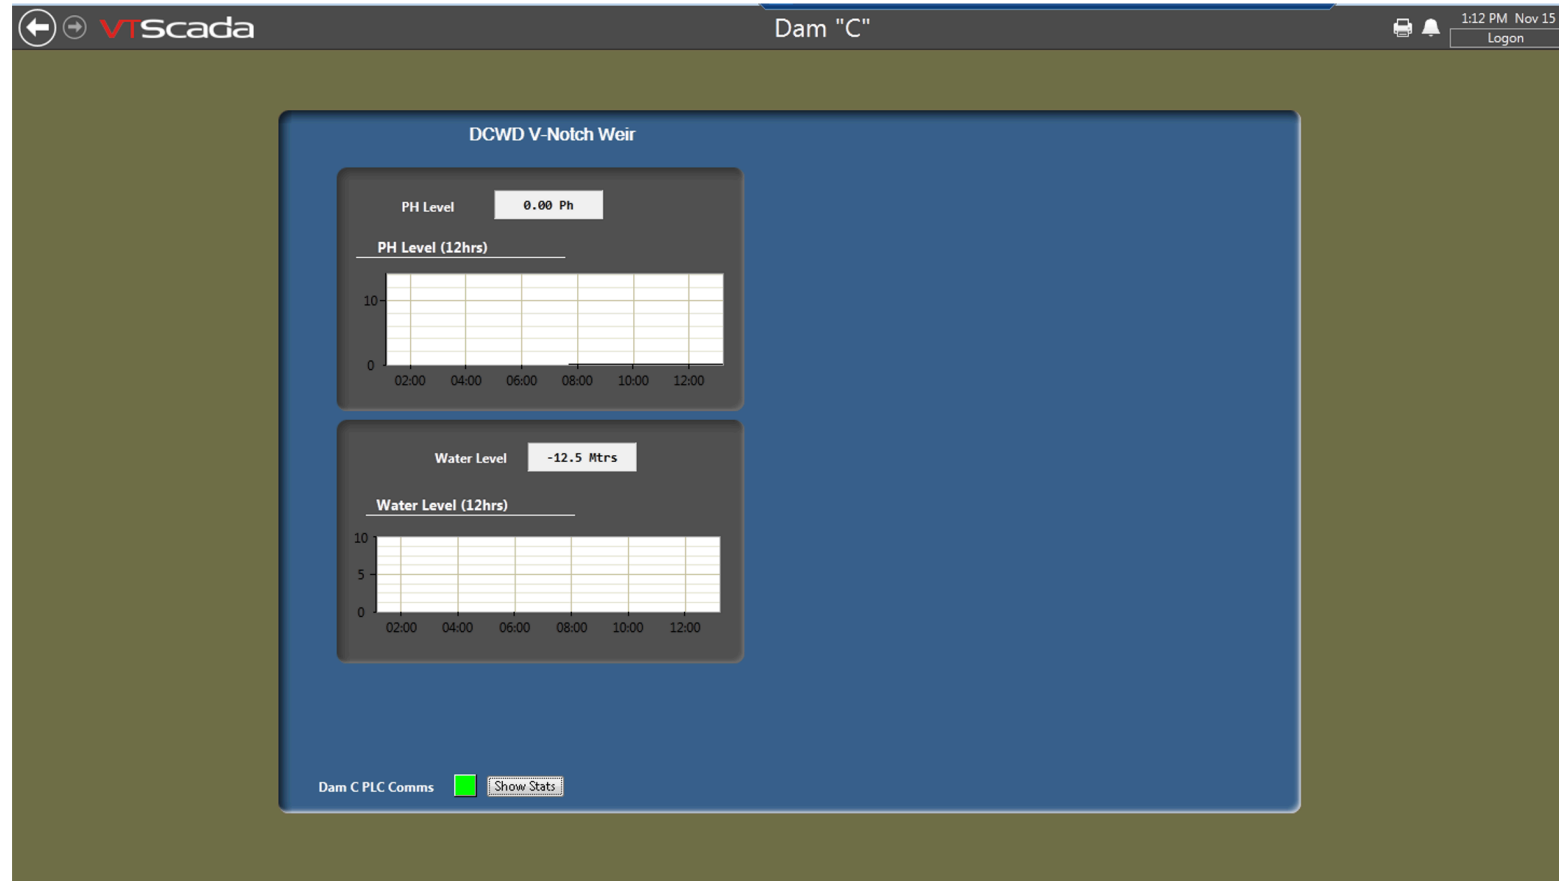 VTScada
Dam "C"
1:12 PM Nov 15
Logon
DCWD V-Notch Weir
PH Level
0.00 Ph
PH Level (12hrs)
10
0
02:00 04:00 06:00 08:00 10:00 12:00
Water Level
-12.5 Mtrs
Water Level (12hrs)
10
5
0
02:00 04:00 06:00 08:00 10:00 12:00
Dam C PLC Comms
Show Stats